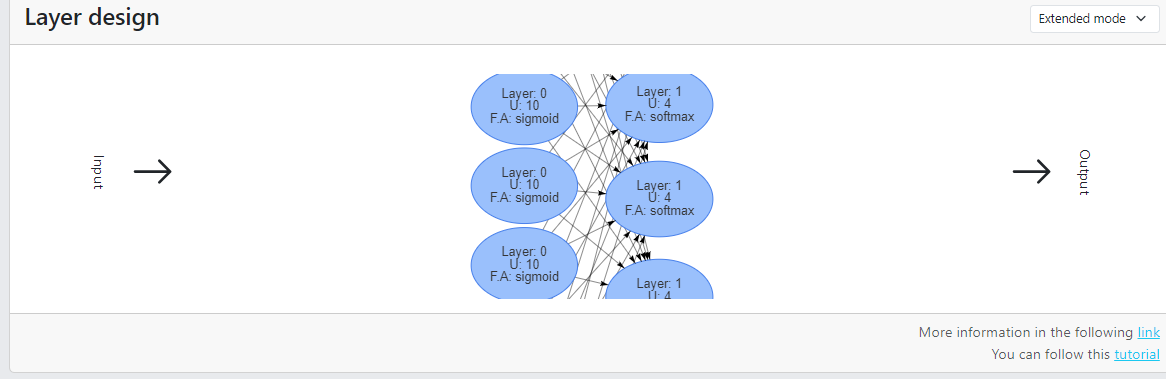 Layer design
Extended mode
Layer: 0
U: 10
F.A: sigmoid
Layer: 1
U: 4
F.A: softmax
Input
Layer: 0
U: 10
F.A: sigmoid
Layer: 1
U: 4
F.A: softmax
Output
Layer: 0
U: 10
F.A: sigmoid
Layer: 1
U: 4
More information in the following link
You can follow this tutorial